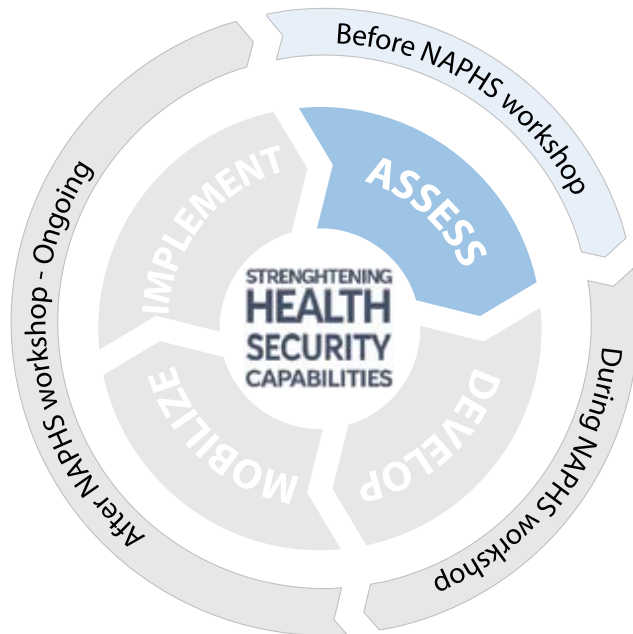 Before NAPHS workshop
ASSESS
During NAPHS workshop
DEVELOP
After NAPHS workshop - Ongoing
MOBILIZE
IMPLEMENT
STRENGHTENING
HEALTH
SECURITY
CAPABILITIES